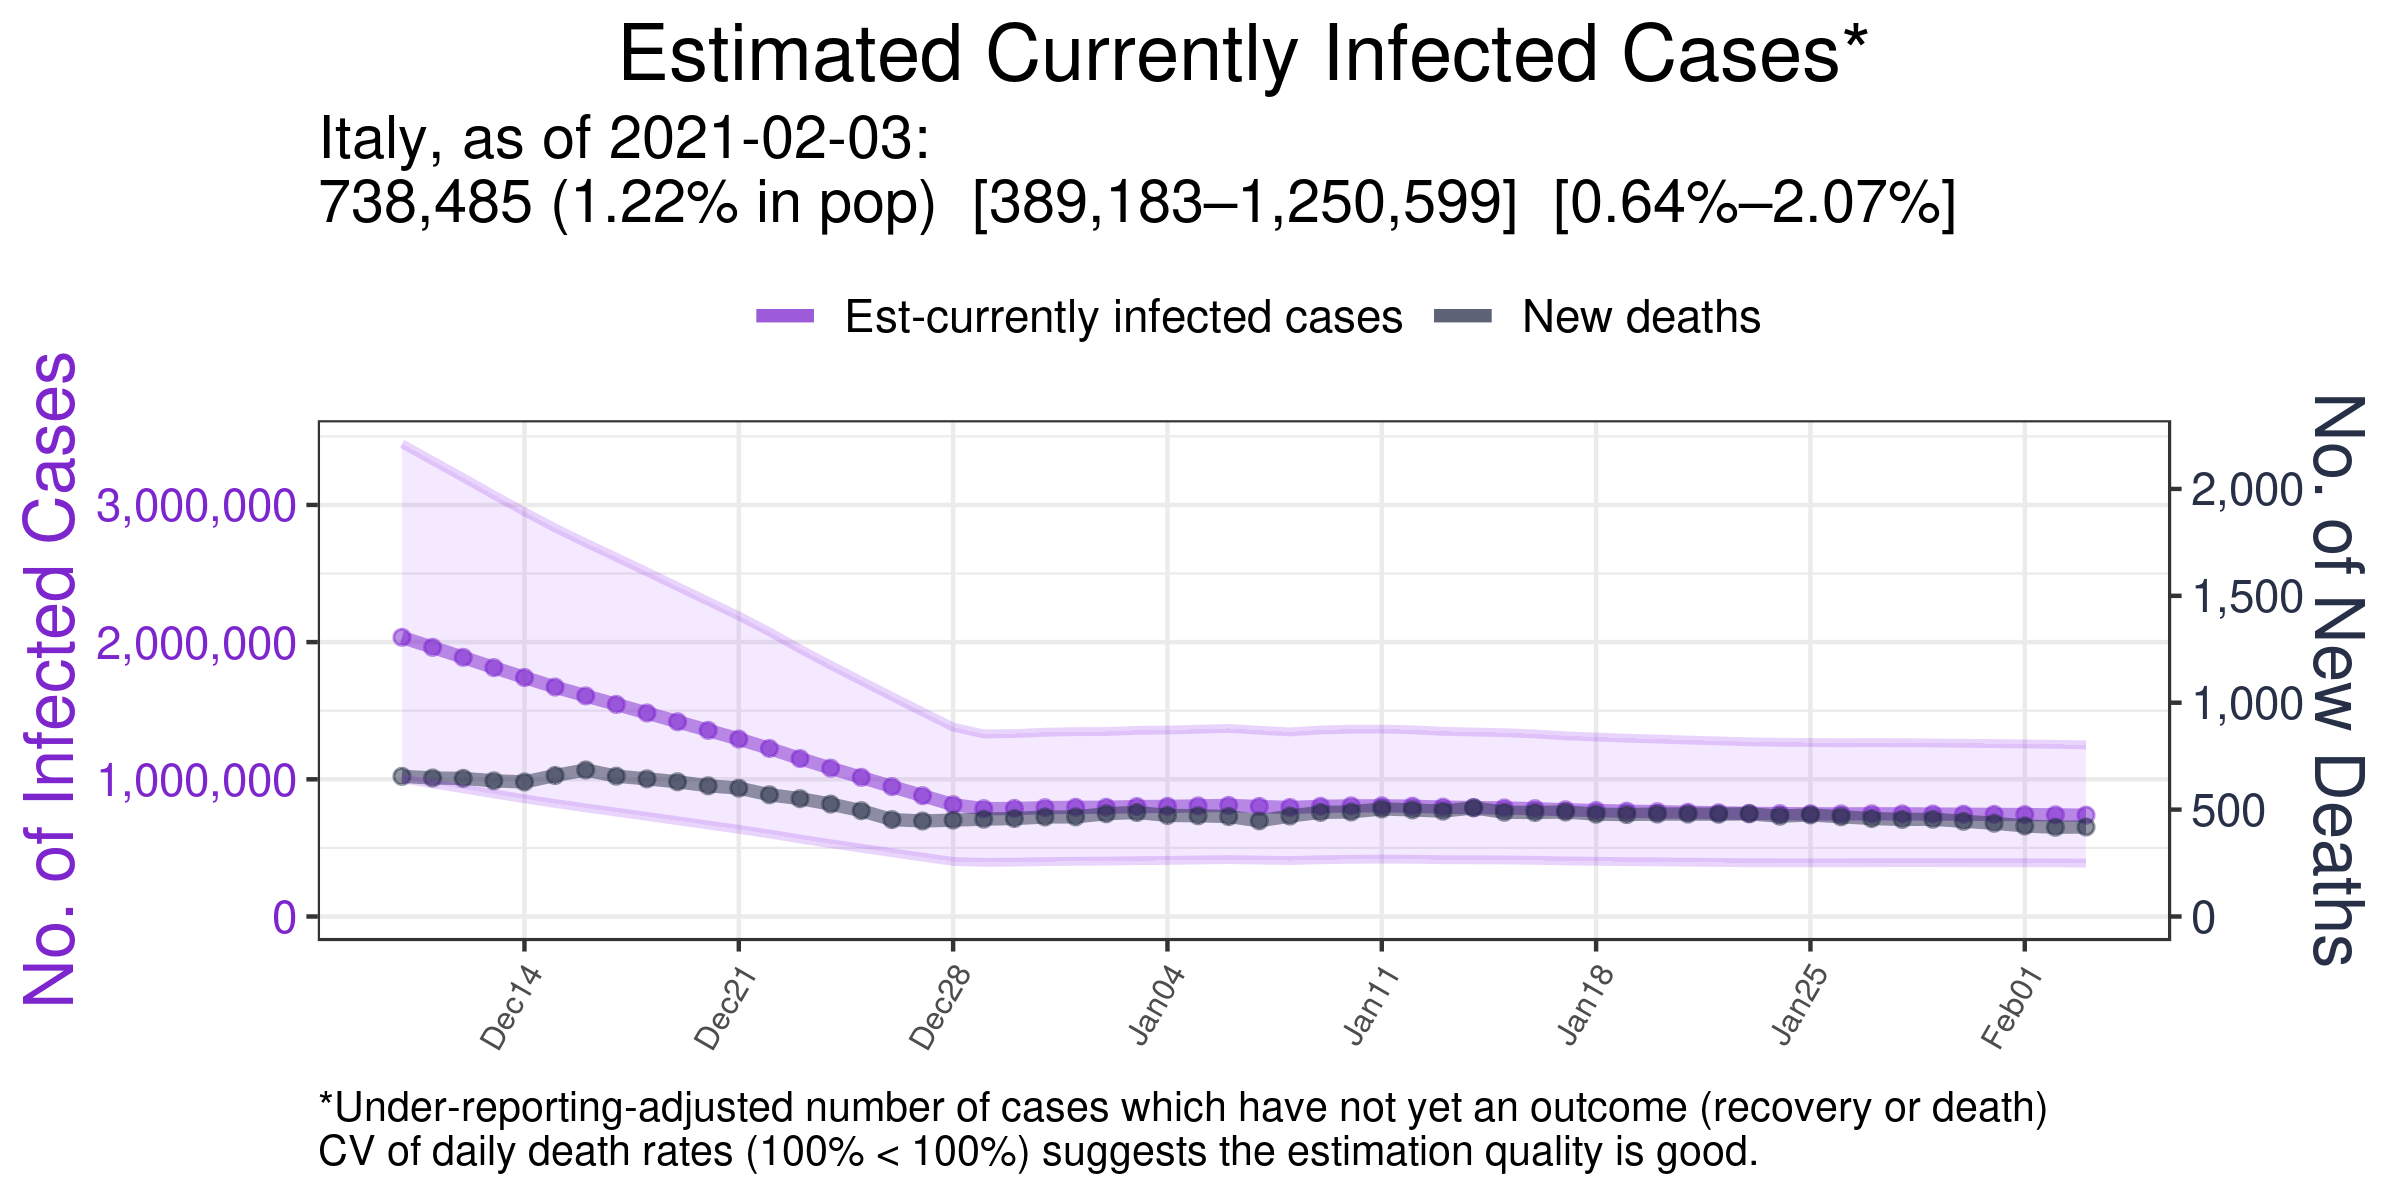 Estimated Currently Infected Cases*
Italy, as of 2021-02-03:
738,485 (1.22% in pop) [389,183–1,250,599] [0.64%–2.07%]
Est-currently infected cases New deaths
No. of Infected Cases
3,000,000
2,000,000
1,000,000
0
2,000
1,500
1,000
500
0
No. of New Deaths
Dec14 Dec21 Dec28 Jan04 Jan11 Jan18 Jan25 Feb01
*Under-reporting-adjusted number of cases which have not yet an outcome (recovery or death)
CV of daily death rates (100% < 100%) suggests the estimation quality is good.